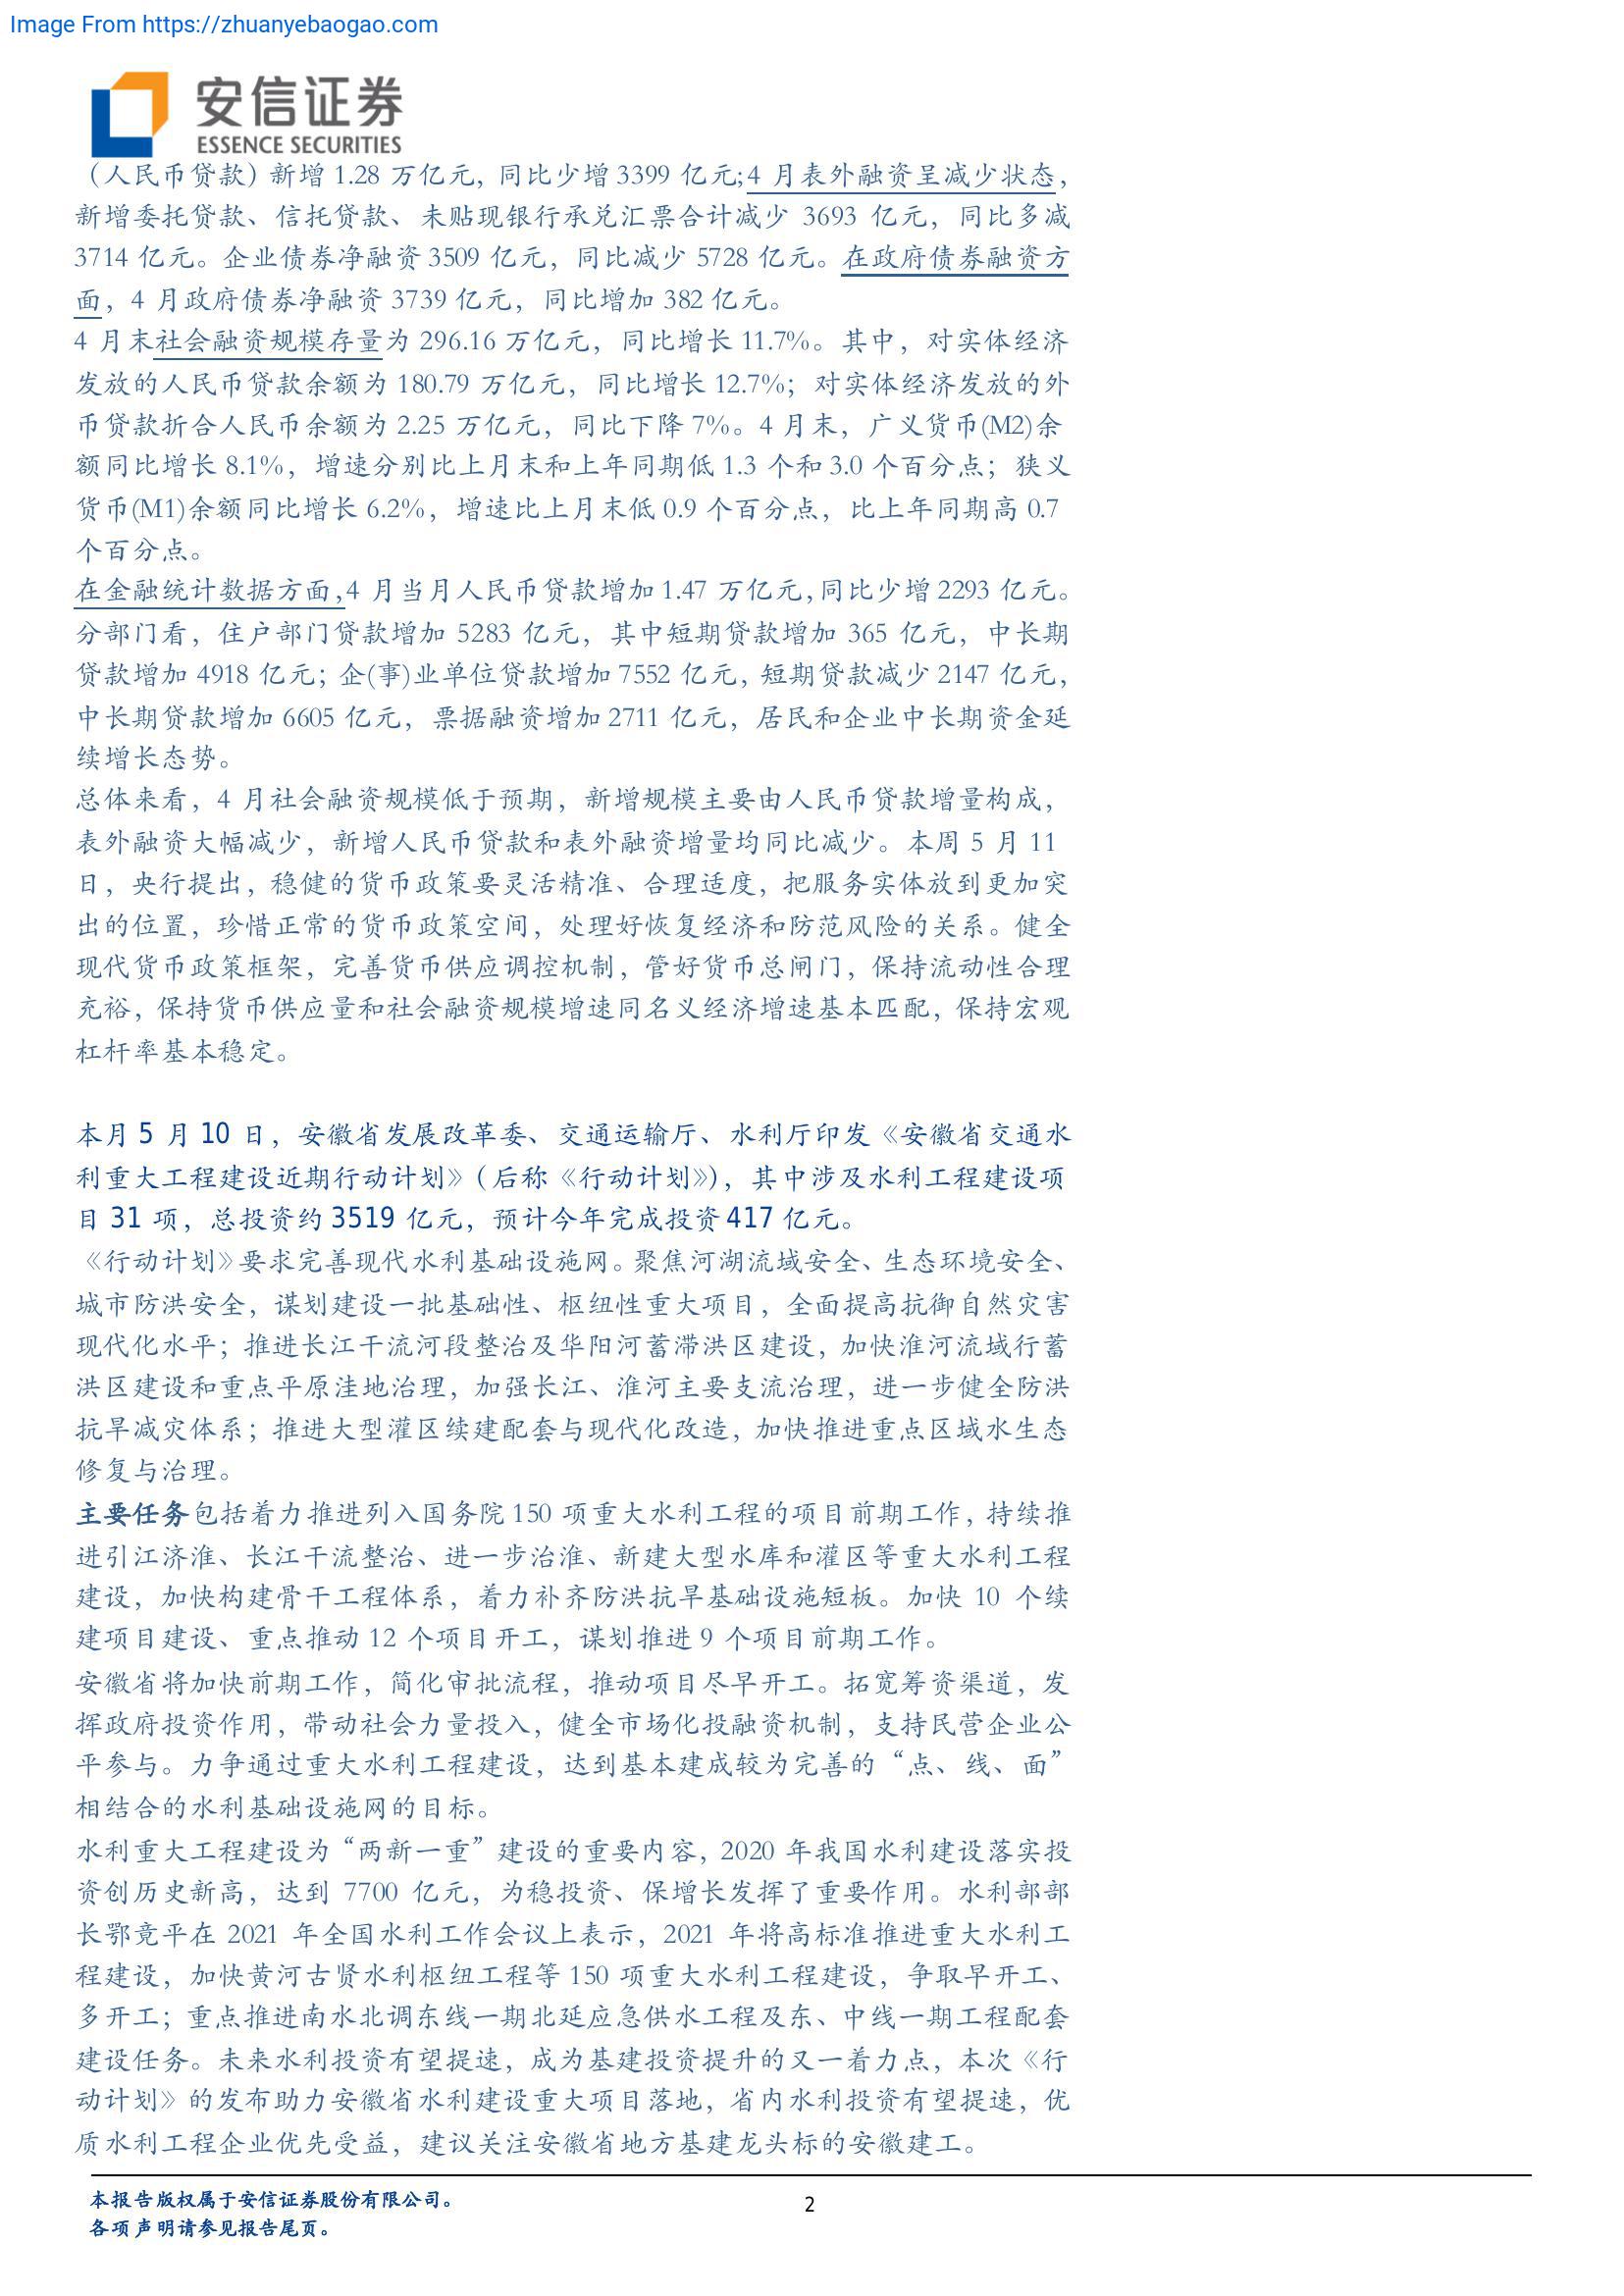 Image From https://zhuanyebaogao.com
安信证券
ESSENCE SECURITIES
（人民币贷款）新增 1.28 万亿元，同比少增 3399 亿元;4 月表外融资呈减少状态，
新增委托贷款、信托贷款、未贴现银行承兑汇票合计减少 3693 亿元，同比多减
3714 亿元。企业债券净融资 3509 亿元，同比减少 5728 亿元。在政府债券融资方
面，4 月政府债券净融资 3739 亿元，同比增加 382 亿元。
4 月末社会融资规模存量为 296.16 万亿元，同比增长 11.7%。其中，对实体经济
发放的人民币贷款余额为 180.79 万亿元，同比增长 12.7%；对实体经济发放的外
币贷款折合人民币余额为 2.25 万亿元，同比下降 7%。4 月末，广义货币(M2)余
额同比增长 8.1%，增速分别比上月末和上年同期低 1.3 个和 3.0 个百分点；狭义
货币(M1)余额同比增长 6.2%，增速比上月末低 0.9 个百分点，比上年同期高 0.7
个百分点。
在金融统计数据方面，4 月当月人民币贷款增加 1.47 万亿元，同比少增 2293 亿元。
分部门看，住户部门贷款增加 5283 亿元，其中短期贷款增加 365 亿元，中长期
贷款增加 4918 亿元；企(事)业单位贷款增加 7552 亿元，短期贷款减少 2147 亿元，
中长期贷款增加 6605 亿元，票据融资增加 2711 亿元，居民和企业中长期资金延
续增长态势。
总体来看，4 月社会融资规模低于预期，新增规模主要由人民币贷款增量构成，
表外融资大幅减少，新增人民币贷款和表外融资增量均同比减少。本周 5 月 11
日，央行提出，稳健的货币政策要灵活精准、合理适度，把服务实体放到更加突
出的位置，珍惜正常的货币政策空间，处理好恢复经济和防范风险的关系。健全
现代货币政策框架，完善货币供应调控机制，管好货币总闸门，保持流动性合理
充裕，保持货币供应量和社会融资规模增速同名义经济增速基本匹配，保持宏观
杠杆率基本稳定。
本月 5 月 10 日，安徽省发展改革委、交通运输厅、水利厅印发《安徽省交通水
利重大工程建设近期行动计划》（后称《行动计划》），其中涉及水利工程建设项
目 31 项，总投资约 3519 亿元，预计今年完成投资 417 亿元。
《行动计划》要求完善现代水利基础设施网。聚焦河湖流域安全、生态环境安全、
城市防洪安全，谋划建设一批基础性、枢纽性重大项目，全面提高抗御自然灾害
现代化水平；推进长江干流河段整治及华阳河蓄滞洪区建设，加快淮河流域行蓄
洪区建设和重点平原洼地治理，加强长江、淮河主要支流治理，进一步健全防洪
抗旱减灾体系；推进大型灌区续建配套与现代化改造，加快推进重点区域水生态
修复与治理。
主要任务包括着力推进列入国务院 150 项重大水利工程的项目前期工作，持续推
进引江济淮、长江干流整治、进一步治淮、新建大型水库和灌区等重大水利工程
建设，加快构建骨干工程体系，着力补齐防洪抗旱基础设施短板。加快 10 个续
建项目建设、重点推动 12 个项目开工，谋划推进 9 个项目前期工作。
安徽省将加快前期工作，简化审批流程，推动项目尽早开工。拓宽筹资渠道，发
挥政府投资作用，带动社会力量投入，健全市场化投融资机制，支持民营企业公
平参与。力争通过重大水利工程建设，达到基本建成较为完善的“点、线、面”
相结合的水利基础设施网的目标。
水利重大工程建设为“两新一重”建设的重要内容，2020 年我国水利建设落实投
资创历史新高，达到 7700 亿元，为稳投资、保增长发挥了重要作用。水利部部
长鄂竟平在 2021 年全国水利工作会议上表示，2021 年将高标准推进重大水利工
程建设，加快黄河古贤水利枢纽工程等 150 项重大水利工程建设，争取早开工、
多开工；重点推进南水北调东线一期北延应急供水工程及东、中线一期工程配套
建设任务。未来水利投资有望提速，成为基建投资提升的又一着力点，本次《行
动计划》的发布助力安徽省水利建设重大项目落地，省内水利投资有望提速，优
质水利工程企业优先受益，建议关注安徽省地方基建龙头标的安徽建工。
本报告版权属于安信证券股份有限公司。
2
各项声明请参见报告尾页。